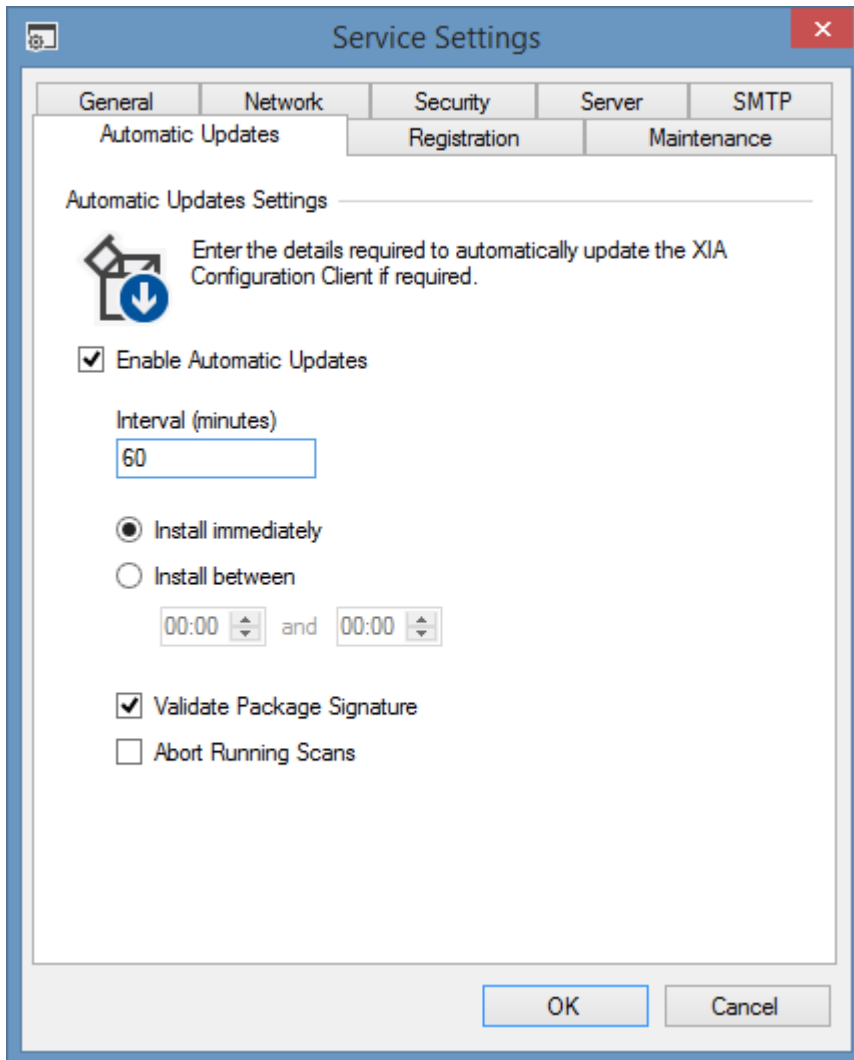 Service Settings
General Network Security Server SMTP
Automatic Updates Registration Maintenance
Automatic Updates Settings
Enter the details required to automatically update the XIA
Configuration Client if required.
Enable Automatic Updates
Interval (minutes)
60
Install immediately
Install between
00:00 and 00:00
Validate Package Signature
Abort Running Scans
OK Cancel